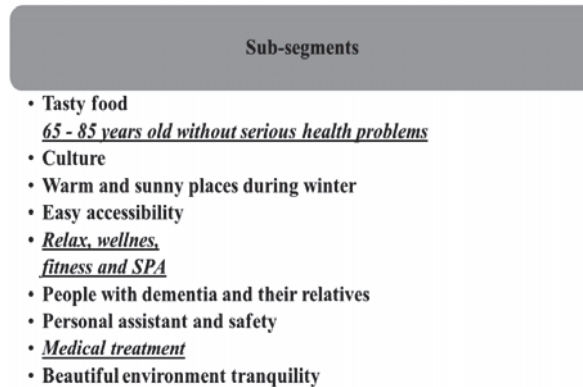 Sub-segments
• Tasty food
65 - 85 years old without serious health problems
• Culture
• Warm and sunny places during winter
• Easy accessibility
• Relax, wellnes,
fitness and SPA
• People with dementia and their relatives
• Personal assistant and safety
• Medical treatment
• Beautiful environment tranquility